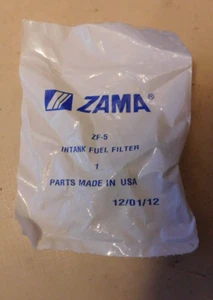 ZAMA®
ZF-5
INTANK FUEL FILTER
1
PARTS MADE IN USA
12/01/12